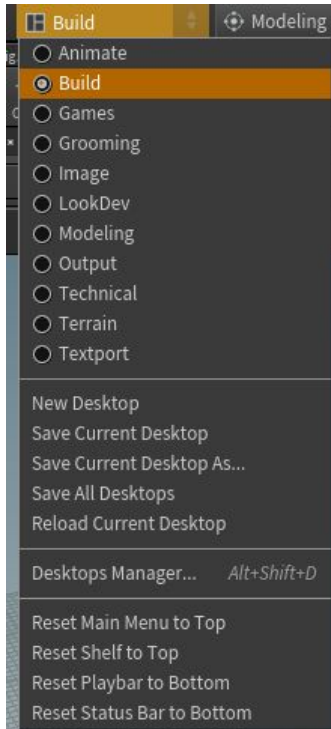 Build
Modeling
Animate
Build
Games
Grooming
Image
LookDev
Modeling
Output
Technical
Terrain
Textport
New Desktop
Save Current Desktop
Save Current Desktop As...
Save All Desktops
Reload Current Desktop
Desktops Manager... Alt+Shift+D
Reset Main Menu to Top
Reset Shelf to Top
Reset Playbar to Bottom
Reset Status Bar to Bottom